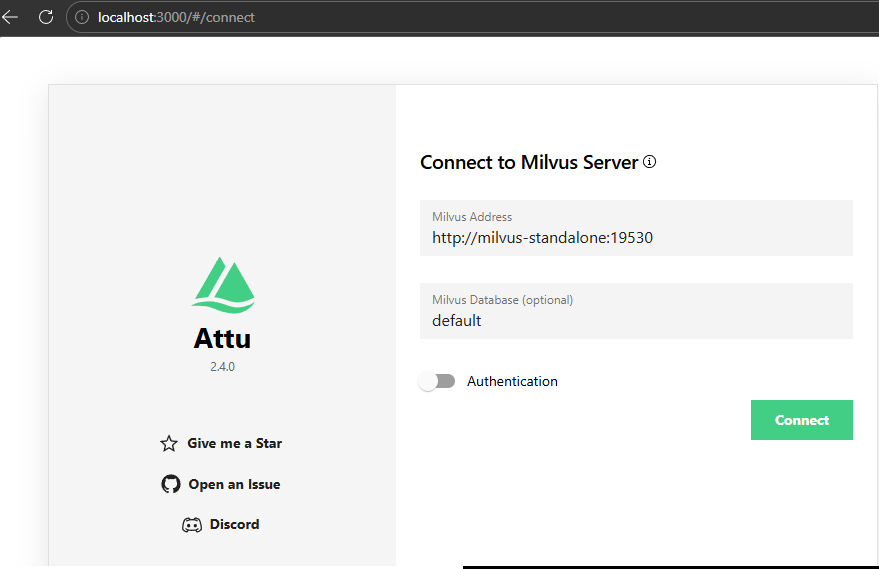 localhost:3000/#/connect
Attu
2.4.0
Give me a Star
Open an Issue
Discord
Connect to Milvus Server
Milvus Address
http://milvus-standalone:19530
Milvus Database (optional)
default
Authentication
Connect